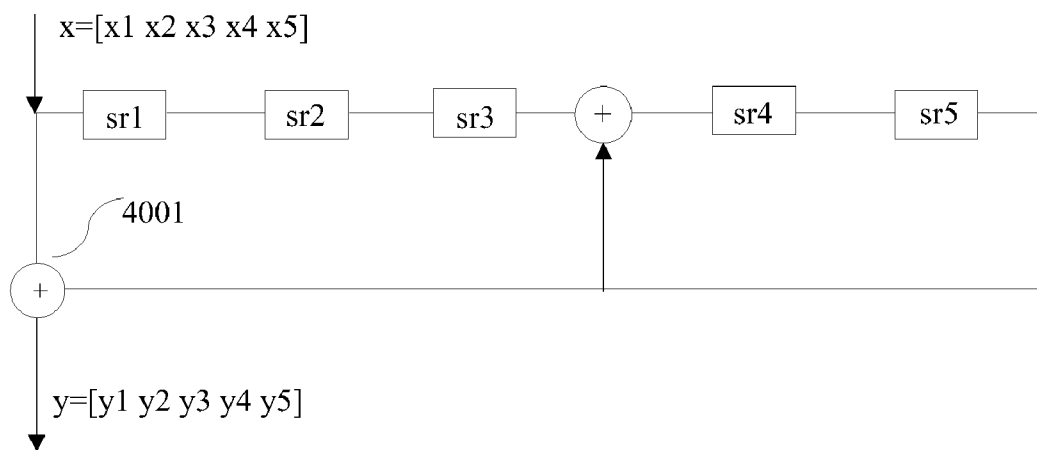 x=[x1 x2 x3 x4 x5]
sr1 sr2 sr3 + sr4 sr5
4001
+
y=[y1 y2 y3 y4 y5]